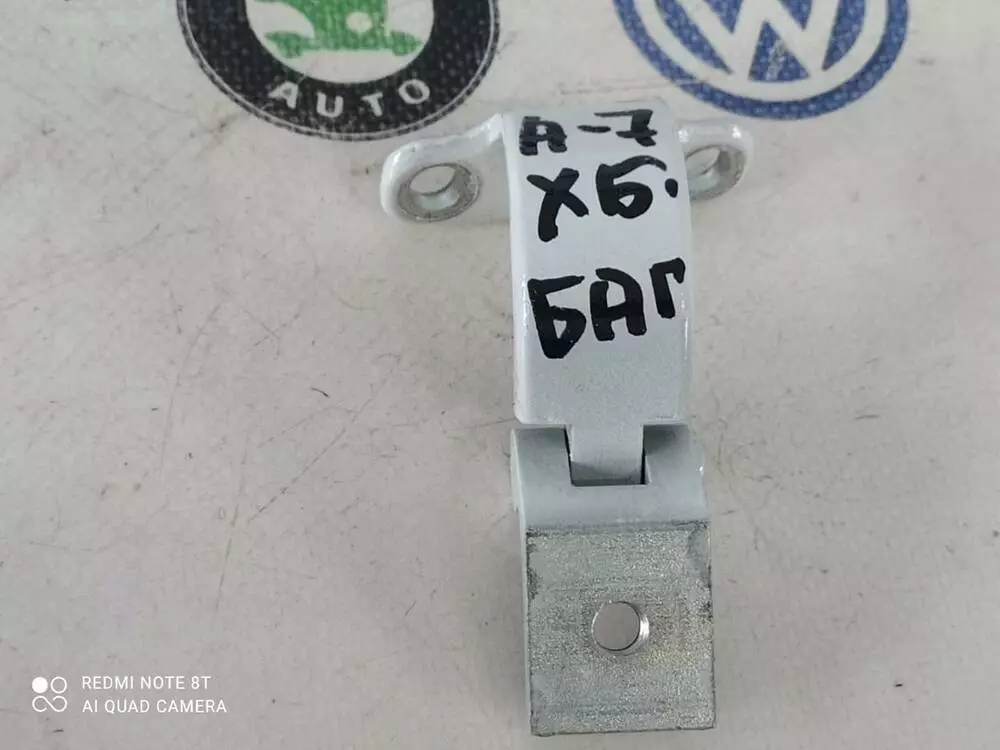 AUTO
А-7
ХБ.
БАГ
REDMI NOTE 8T
AI QUAD CAMERA